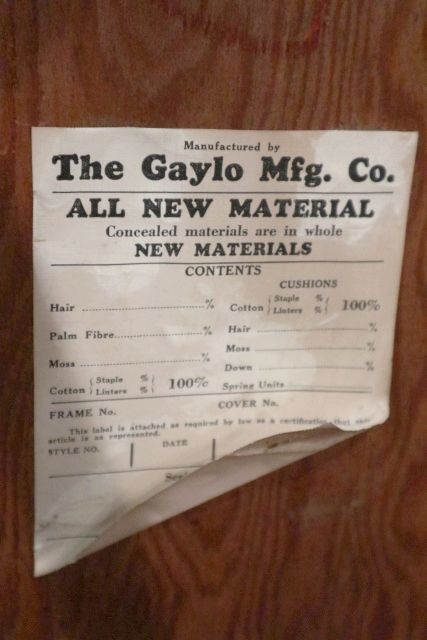 Manufactured by
The Gaylo Mfg. Co.
ALL NEW MATERIAL
Concealed materials are in whole
NEW MATERIALS
CONTENTS
Hair ........................%
Palm Fibre........................%
Moss ........................%
Cotton { Staple % } 100%
Linters %
CUSHIONS
Cotton { Staple % } 100%
Linters %
Hair ........................%
Moss ........................%
Down ........................%
Spring Units ........................
FRAME No.
COVER No.
This label is attached as required by law as a certification that this
article is as represented.
STYLE NO.
DATE